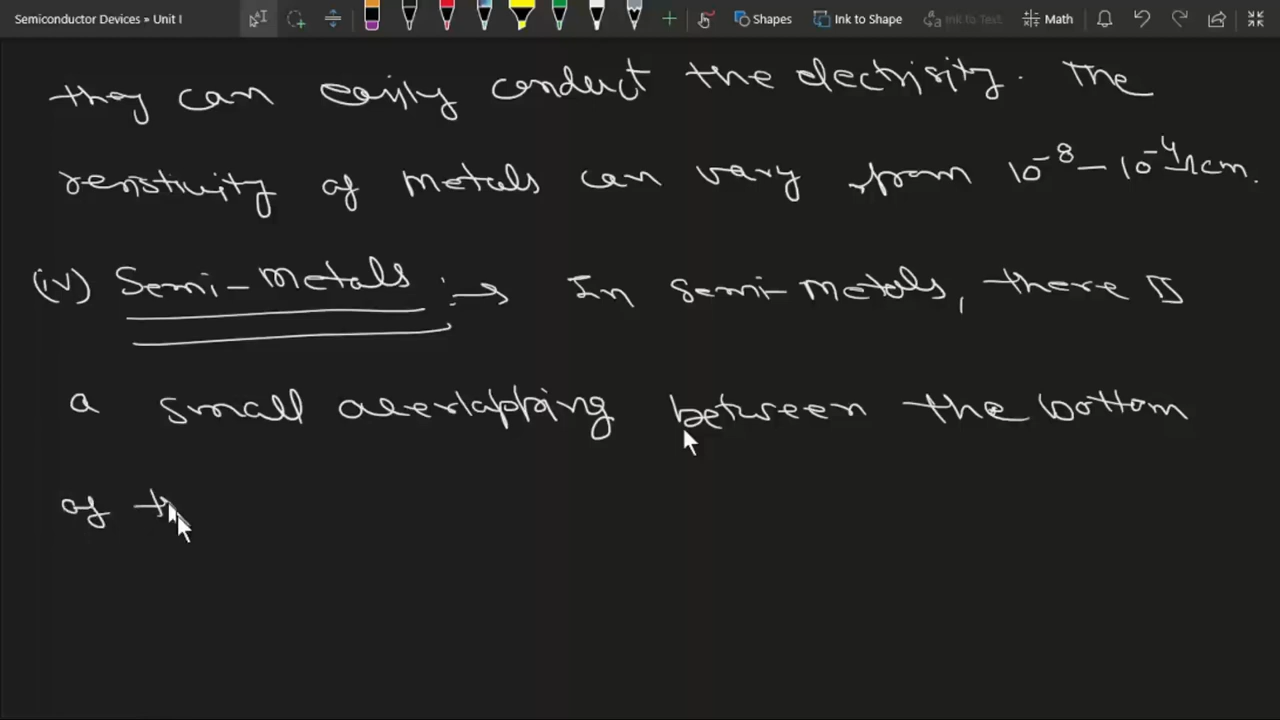 Semiconductor Devices » Unit I
Shapes Ink to Shape Ink to Text Math
they can easily conduct the electrisity. The
resistivity of metals can vary from 10⁻⁸ – 10⁻⁴ Ωcm.
(iv) Semi-Metals :→ In semi-metals, there is
a small overlapping between the bottom
of